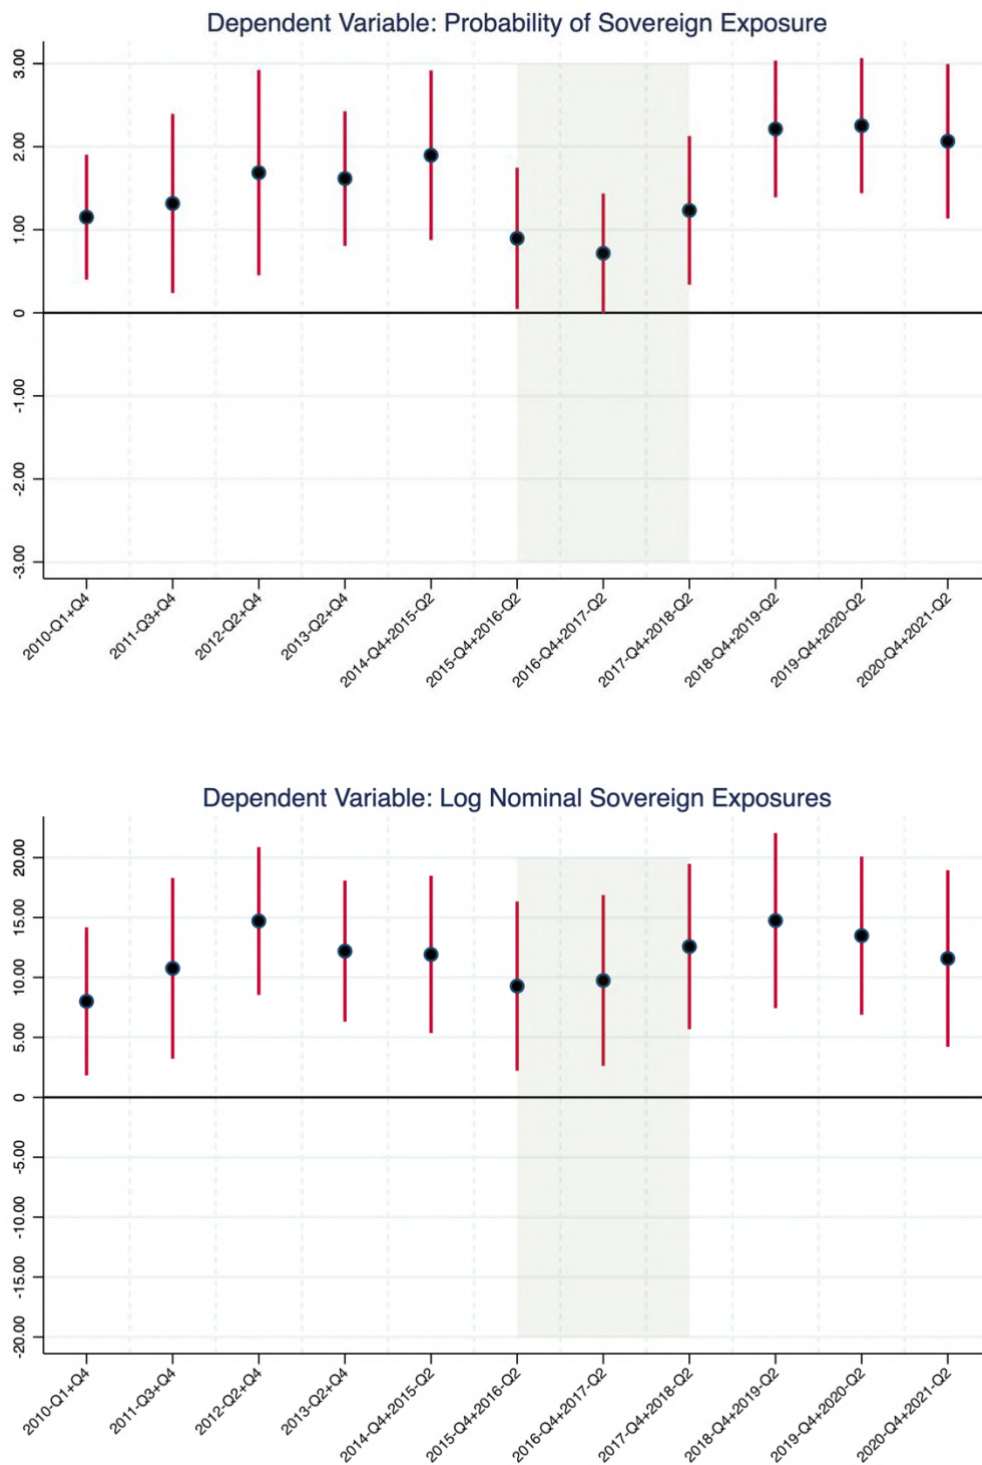 Dependent Variable: Probability of Sovereign Exposure
3.00
2.00
1.00
0
-1.00
-2.00
-3.00
2010-Q1+Q4
2011-Q3+Q4
2012-Q2+Q4
2013-Q2+Q4
2014-Q4+2015-Q2
2015-Q4+2016-Q2
2016-Q4+2017-Q2
2017-Q4+2018-Q2
2018-Q4+2019-Q2
2019-Q4+2020-Q2
2020-Q4+2021-Q2
Dependent Variable: Log Nominal Sovereign Exposures
20.00
15.00
10.00
5.00
0
-5.00
-10.00
-15.00
-20.00
2010-Q1+Q4
2011-Q3+Q4
2012-Q2+Q4
2013-Q2+Q4
2014-Q4+2015-Q2
2015-Q4+2016-Q2
2016-Q4+2017-Q2
2017-Q4+2018-Q2
2018-Q4+2019-Q2
2019-Q4+2020-Q2
2020-Q4+2021-Q2